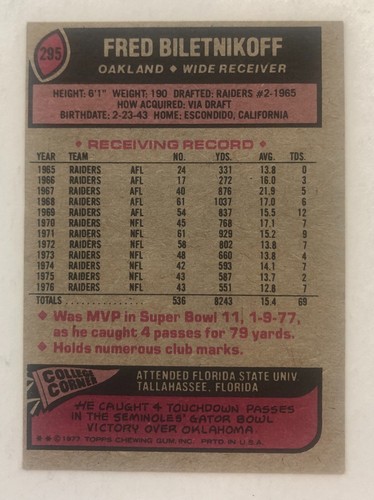 295
FRED BILETNIKOFF
OAKLAND ◆ WIDE RECEIVER
HEIGHT: 6'1" WEIGHT: 190 DRAFTED: RAIDERS #2-1965
HOW ACQUIRED: VIA DRAFT
BIRTHDATE: 2-23-43 HOME: ESCONDIDO, CALIFORNIA
◆ RECEIVING RECORD ◆
YEAR TEAM NO. YDS. AVG. TDS.
1965 RAIDERS AFL 24 331 13.8 0
1966 RAIDERS AFL 17 272 16.0 3
1967 RAIDERS AFL 40 876 21.9 5
1968 RAIDERS AFL 61 1037 17.0 6
1969 RAIDERS AFL 54 837 15.5 12
1970 RAIDERS NFC 45 768 17.1 7
1971 RAIDERS NFC 61 929 15.2 9
1972 RAIDERS NFC 58 802 13.8 7
1973 RAIDERS NFC 48 660 13.8 4
1974 RAIDERS NFC 42 593 14.1 7
1975 RAIDERS NFC 43 587 13.7 2
1976 RAIDERS NFC 43 551 12.8 7
TOTALS .............. 536 8243 15.4 69
◆ Was MVP in Super Bowl 11, 1-9-77,
as he caught 4 passes for 79 yards.
◆ Holds numerous club marks.
COLLEGE CORNER
ATTENDED FLORIDA STATE UNIV.
TALLAHASSEE, FLORIDA
HE CAUGHT 4 TOUCHDOWN PASSES
IN THE SEMINOLES' GATOR BOWL
VICTORY OVER OKLAHOMA
©1977 TOPPS CHEWING GUM, INC. PRTD. IN U.S.A.